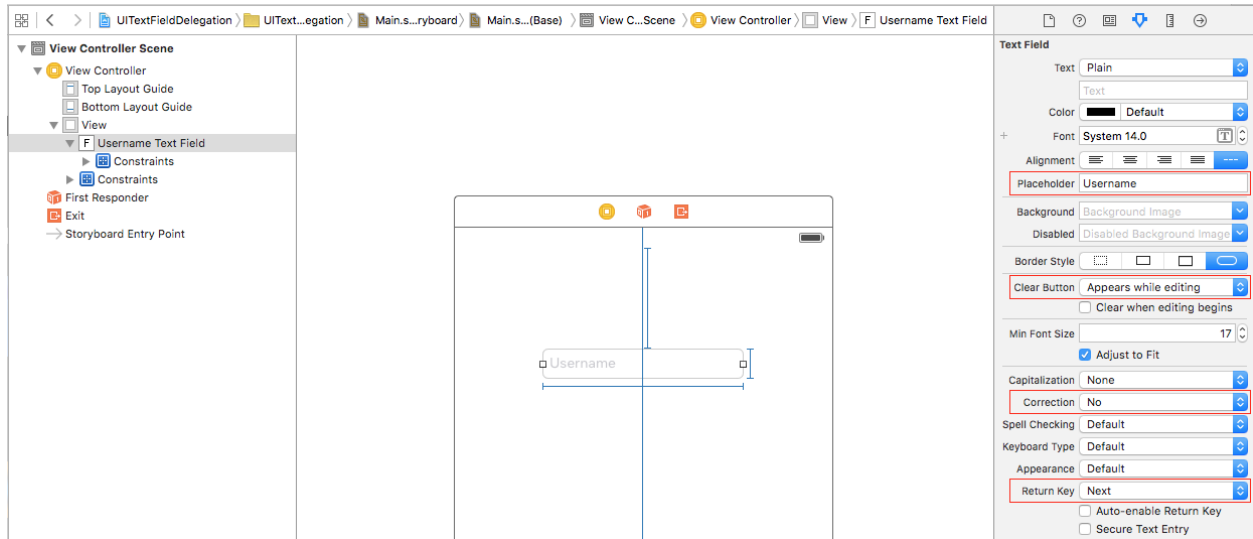 UITextFieldDelegation 〉 UIText...egation 〉 Main.s...ryboard 〉 Main.s...(Base) 〉 View C...Scene 〉 View Controller 〉 View 〉 F Username Text Field
View Controller Scene
View Controller
Top Layout Guide
Bottom Layout Guide
View
F Username Text Field
Constraints
Constraints
First Responder
Exit
Storyboard Entry Point
Username
Text Field
Text Plain
Text
Color Default
+ Font System 14.0 T
Alignment ---
Placeholder Username
Background Background Image
Disabled Disabled Background Image
Border Style
Clear Button Appears while editing
Clear when editing begins
Min Font Size 17
Adjust to Fit
Capitalization None
Correction No
Spell Checking Default
Keyboard Type Default
Appearance Default
Return Key Next
Auto-enable Return Key
Secure Text Entry